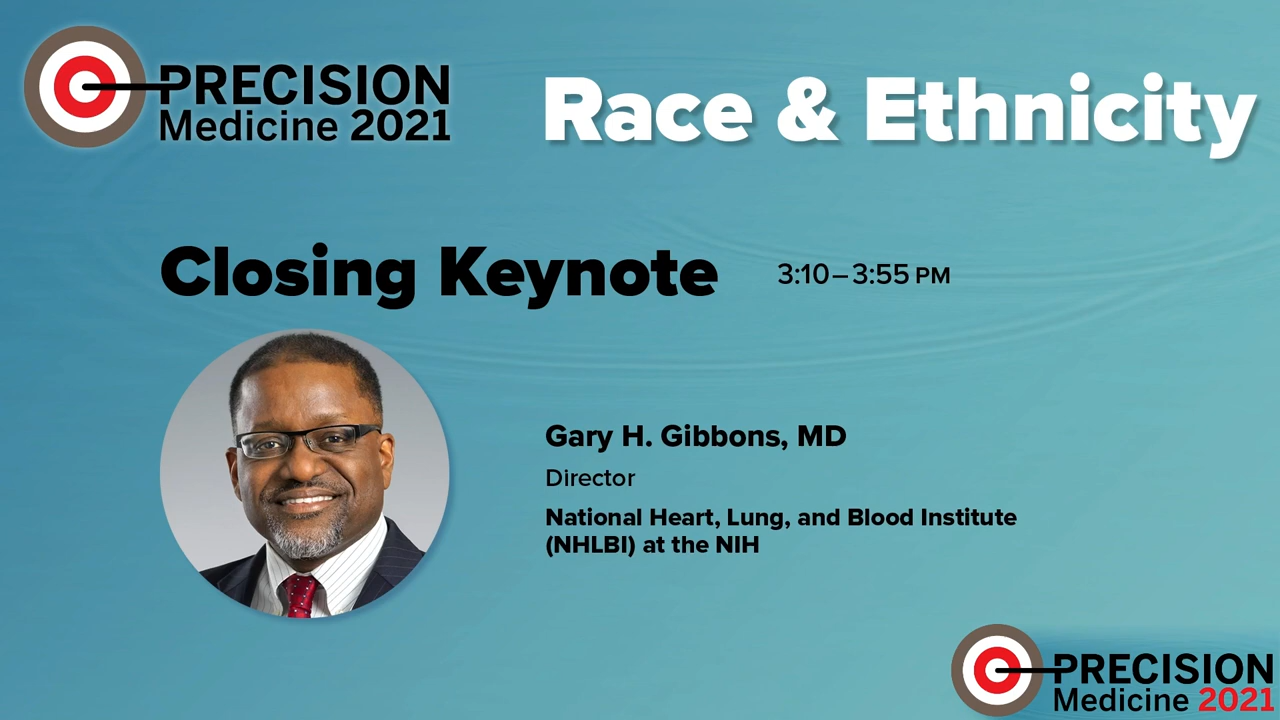 PRECISION
Medicine 2021
Race & Ethnicity
Closing Keynote
3:10–3:55 PM
Gary H. Gibbons, MD
Director
National Heart, Lung, and Blood Institute
(NHLBI) at the NIH
PRECISION
Medicine 2021